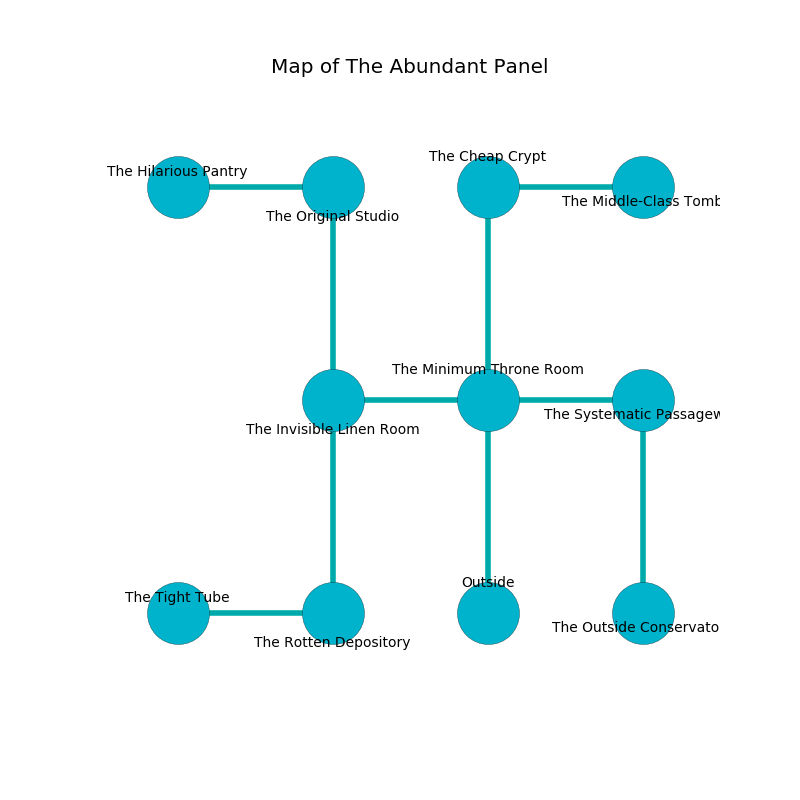 Map of The Abundant Panel
The Cheap Crypt
The Hilarious Pantry
The Middle-Class Tomb
The Original Studio
The Minimum Throne Room
The Systematic Passagew
The Invisible Linen Room
Outside
The Tight Tube
The Outside Conservato
The Rotten Depository